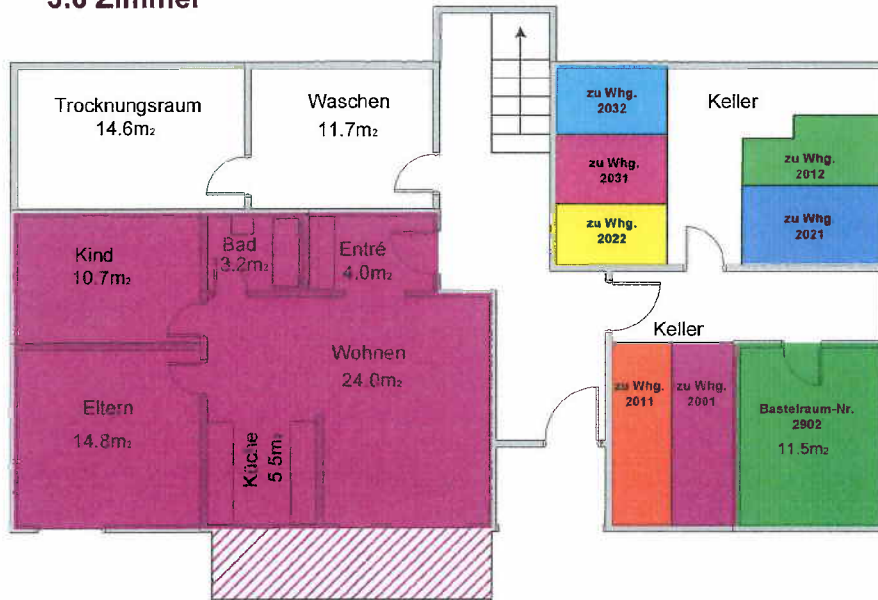 Zimmer
Trocknungsraum
14.6m₂
Waschen
11.7m₂
zu Whg.
2032
Keller
zu Whg.
2031
zu Whg.
2012
zu Whg.
2022
zu Whg.
2021
Kind
10.7m₂
Bad
3.2m₂
Entré
4.0m₂
Keller
Wohnen
24.0m₂
Eltern
14.8m₂
Küche
5.5m₂
zu Whg.
2011
zu Whg.
2001
Bastelraum-Nr.
2902
11.5m₂